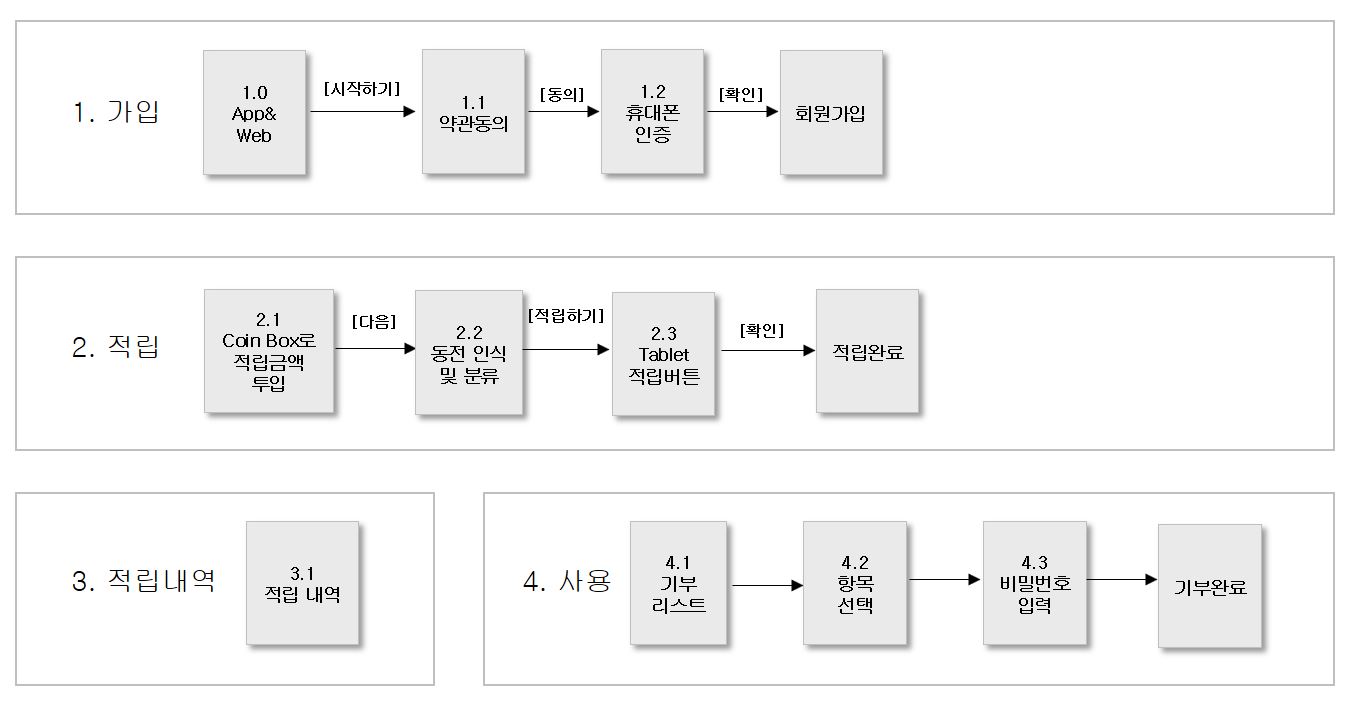 1. 가입
1.0
App&
Web
[시작하기]
1.1
약관동의
[동의]
1.2
휴대폰
인증
[확인]
회원가입
2. 적립
2.1
Coin Box로
적립금액
투입
[다음]
2.2
동전 인식
및 분류
[적립하기]
2.3
Tablet
적립버튼
[확인]
적립완료
3. 적립내역
3.1
적립 내역
4. 사용
4.1
기부
리스트
4.2
항목
선택
4.3
비밀번호
입력
기부완료